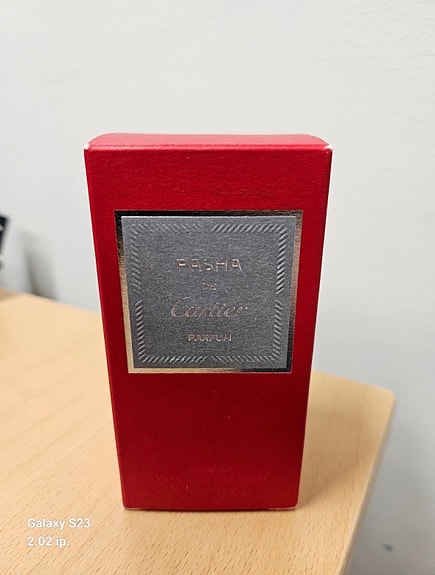 PASHA
DE
Cartier
PARFUM
Galaxy S23
2.02 ip.